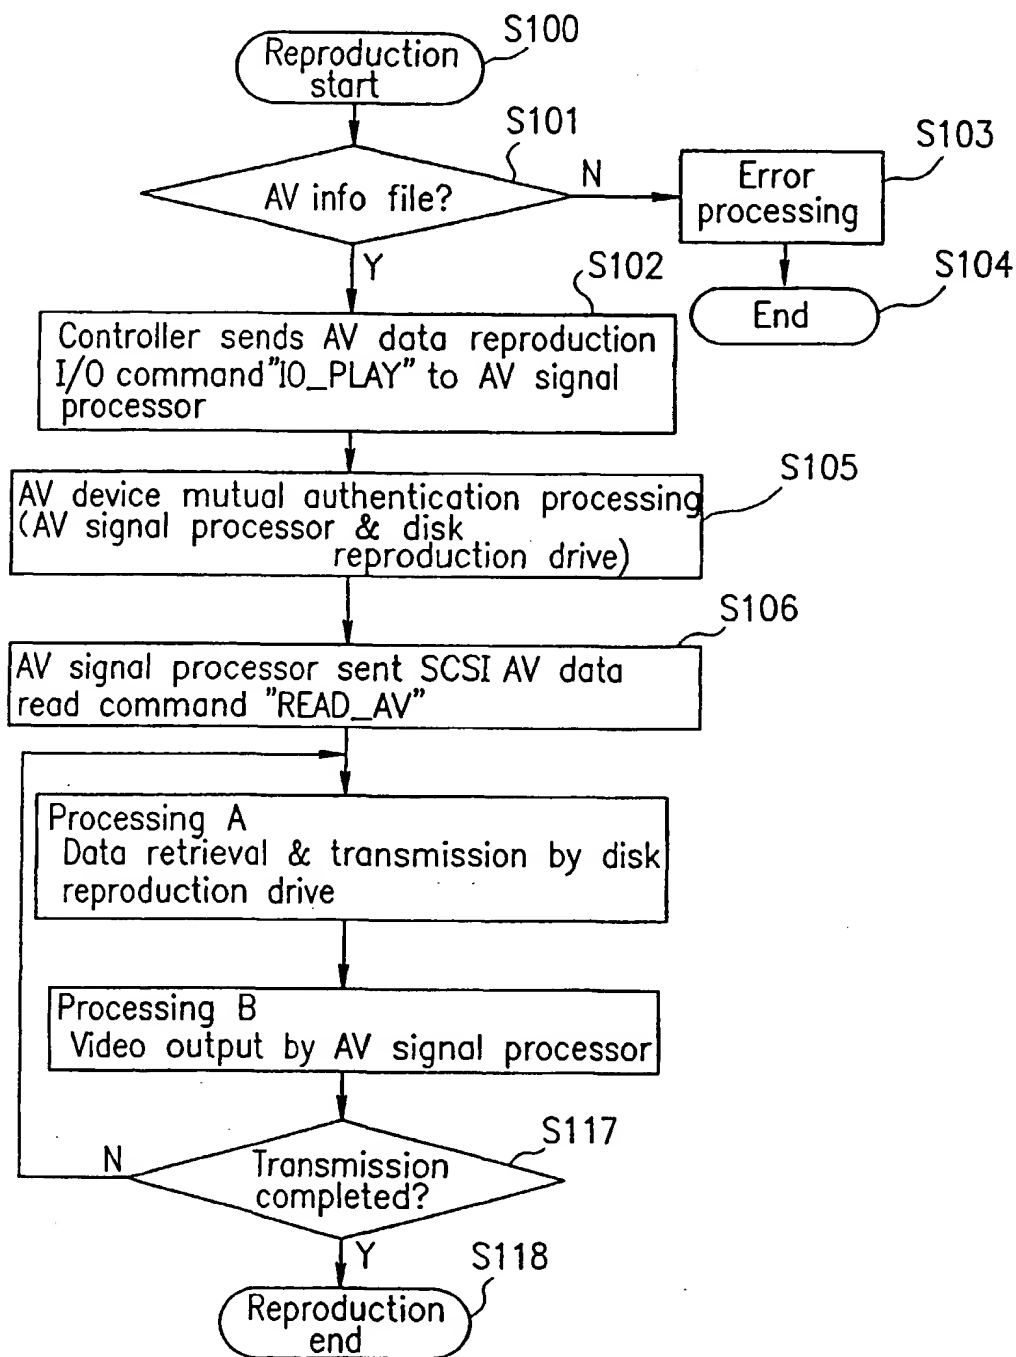 S100
Reproduction
start
S101
AV info file?
N
S103
Error
processing
Y
S102
S104
End
Controller sends AV data reproduction
I/O command"IO_PLAY" to AV signal
processor
S105
AV device mutual authentication processing
(AV signal processor & disk
reproduction drive)
S106
AV signal processor sent SCSI AV data
read command "READ_AV"
Processing A
Data retrieval & transmission by disk
reproduction drive
Processing B
Video output by AV signal processor
S117
N
Transmission
completed?
Y
S118
Reproduction
end